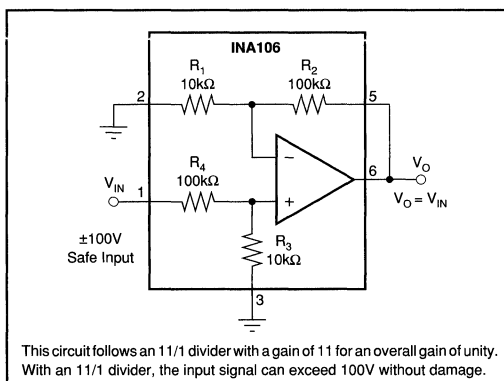 INA106
R1
10kΩ
R2
100kΩ
2
5
−
6
VO
VO = VIN
R4
100kΩ
VIN
1
+
±100V
Safe Input
R3
10kΩ
3
This circuit follows an 11/1 divider with a gain of 11 for an overall gain of unity.
With an 11/1 divider, the input signal can exceed 100V without damage.